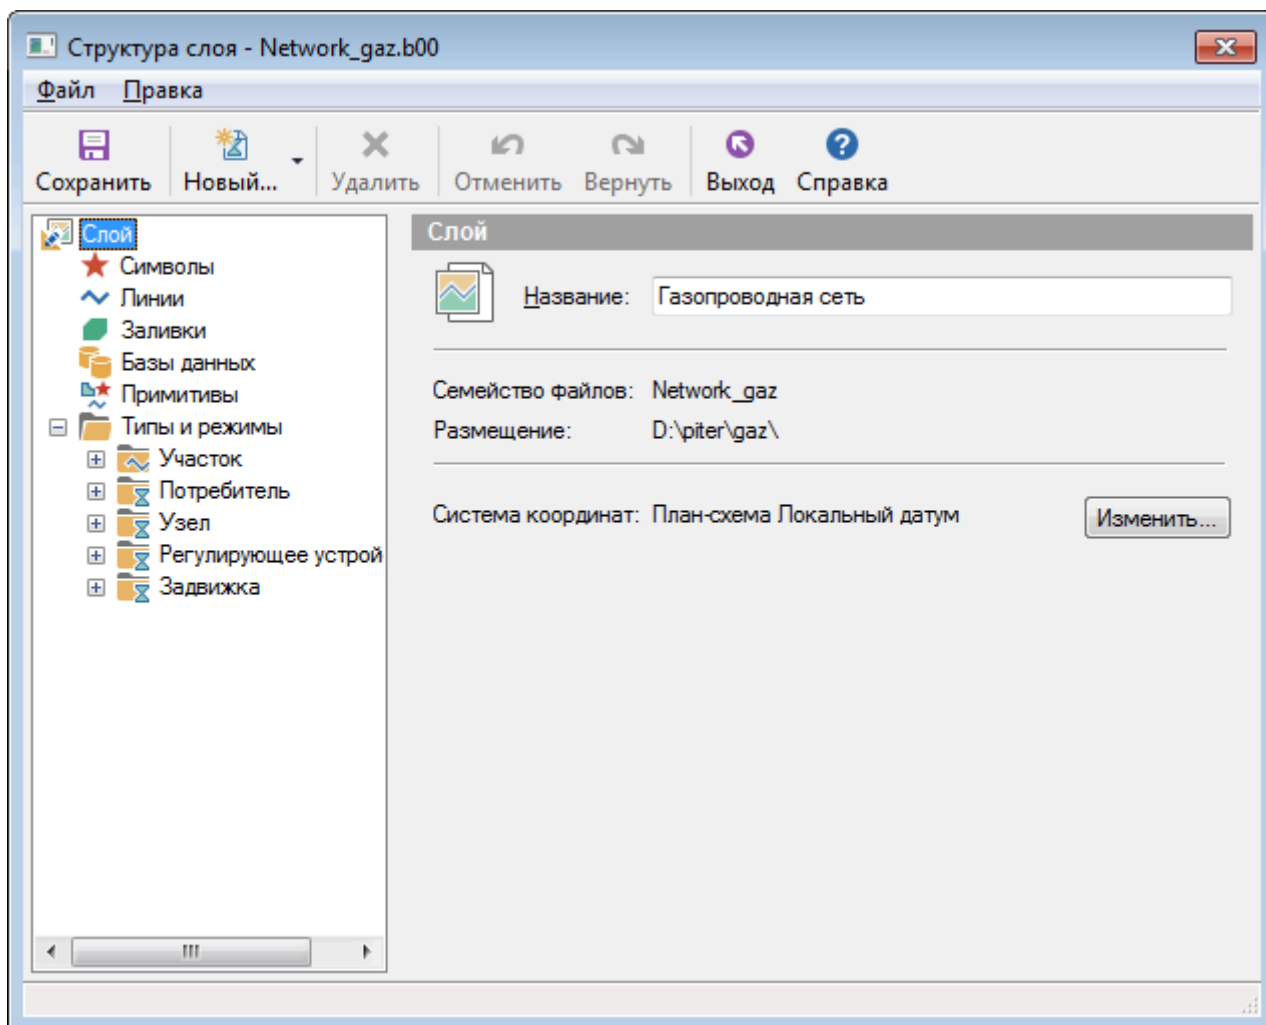 Структура слоя - Network_gaz.b00
Файл Правка
Сохранить Новый... Удалить Отменить Вернуть Выход Справка
Слой
Символы
Линии
Заливки
Базы данных
Примитивы
Типы и режимы
Участок
Потребитель
Узел
Регулирующее устрой
Задвижка
Слой
Название: Газопроводная сеть
Семейство файлов: Network_gaz
Размещение: D:\piter\gaz\
Система координат: План-схема Локальный датум Изменить...